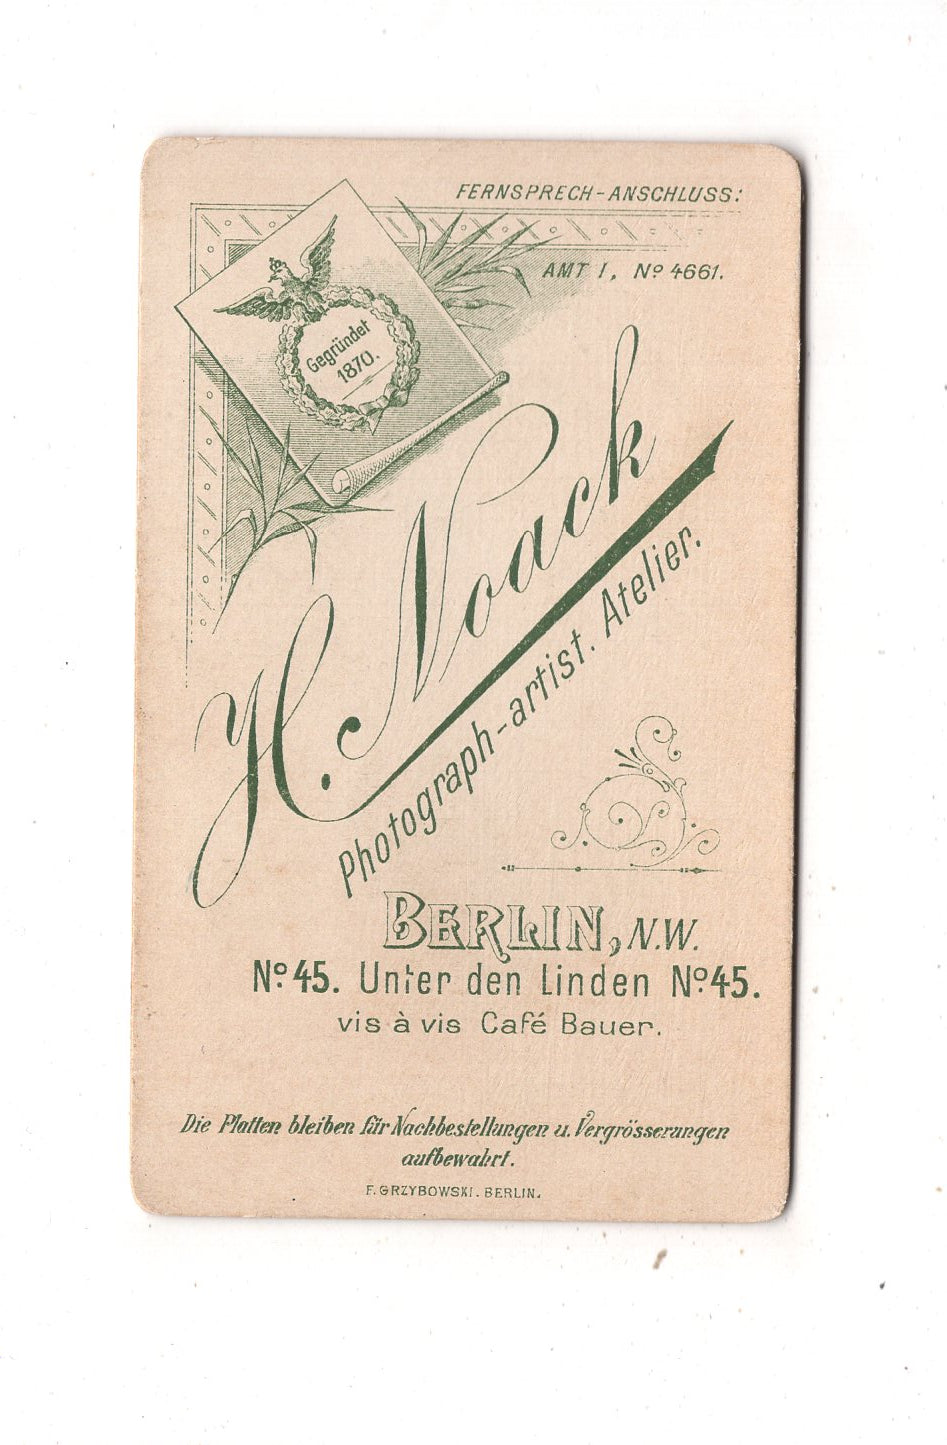 FERNSPRECH-ANSCHLUSS:
AMT I, No 4661.
Gegründet
1870.
H. Noack
Photograph-artist. Atelier.
BERLIN, N.W.
No. 45. Unter den Linden No. 45.
vis à vis Café Bauer.
Die Platten bleiben für Nachbestellungen u. Vergrösserungen
aufbewahrt.
F. GRZYBOWSKI. BERLIN.